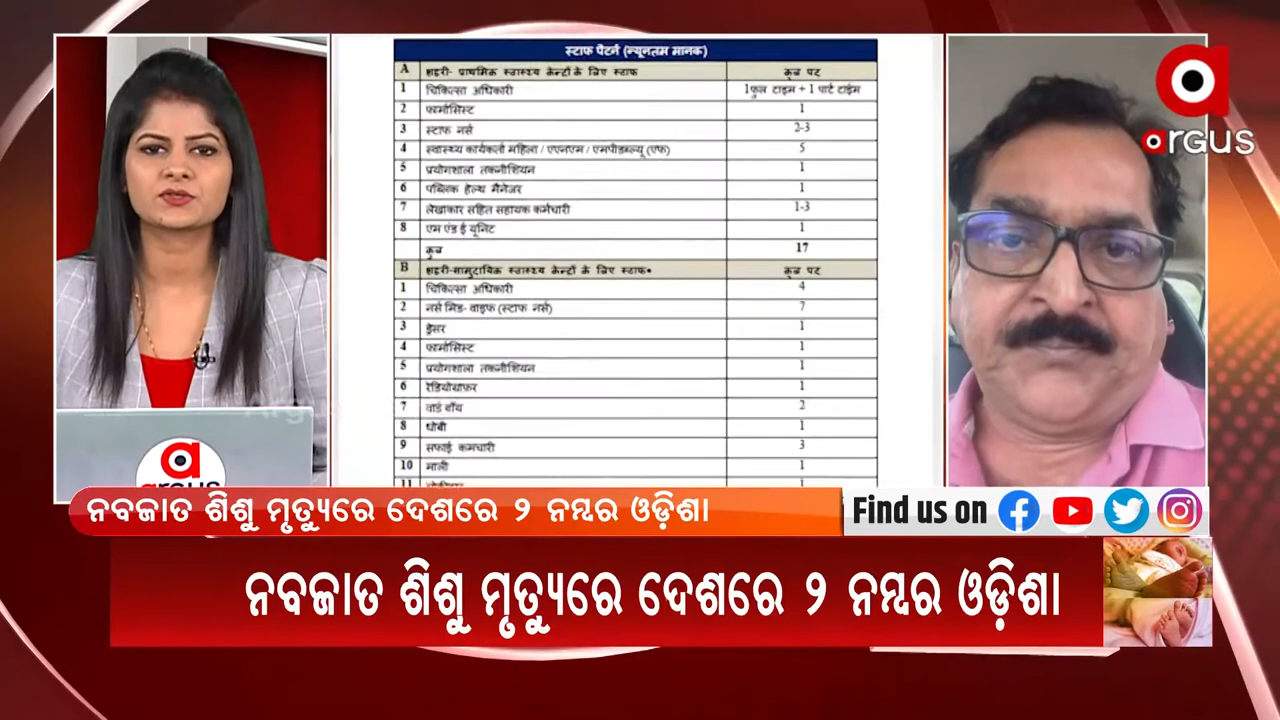 स्टाफ पैटर्न (न्यूनतम मानक)
A शहरी- प्राथमिक स्वास्थ्य केन्द्रों के लिए स्टाफ कुल पद
1 चिकित्सा अधिकारी 1फुल टाइम + 1 पार्ट टाईम
2 फार्मासिस्ट 1
3 स्टाफ नर्स 2-3
4 स्वास्थ्य कार्यकर्ता महिला / एएनएम / एमपीडब्ल्यू (एफ) 5
5 प्रयोगशाला तकनीशियन 1
6 पब्लिक हेल्थ मैनेजर 1
7 लेखाकार सहित सहायक कर्मचारी 1-3
8 एम एंड ई यूनिट 1
कुल 17
B शहरी-सामुदायिक स्वास्थ्य केन्टों के लिए स्टाफ* कुल पद
1 चिकित्सा अधिकारी 4
2 नर्स मिड- वाइफ (स्टाफ नर्स) 7
3 ड्रेसर 1
4 फार्मासिस्ट 1
5 प्रयोगशाला तकनीशियन 1
6 रेडियोग्राफर 1
7 वार्ड बॉय 2
8 धोबी 1
9 सफाई कर्मचारी 3
10 माली 1
11 1
argus
argus
ନବଜାତ ଶିଶୁ ମୃତ୍ୟୁରେ ଦେଶରେ ୨ ନମ୍ବର ଓଡ଼ିଶା
Find us on
ନବଜାତ ଶିଶୁ ମୃତ୍ୟୁରେ ଦେଶରେ ୨ ନମ୍ବର ଓଡ଼ିଶା